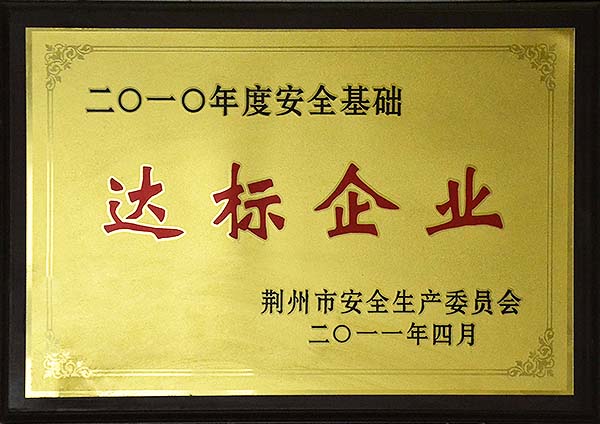 二〇一〇年度安全基础
达标企业
荆州市安全生产委员会
二〇一一年四月